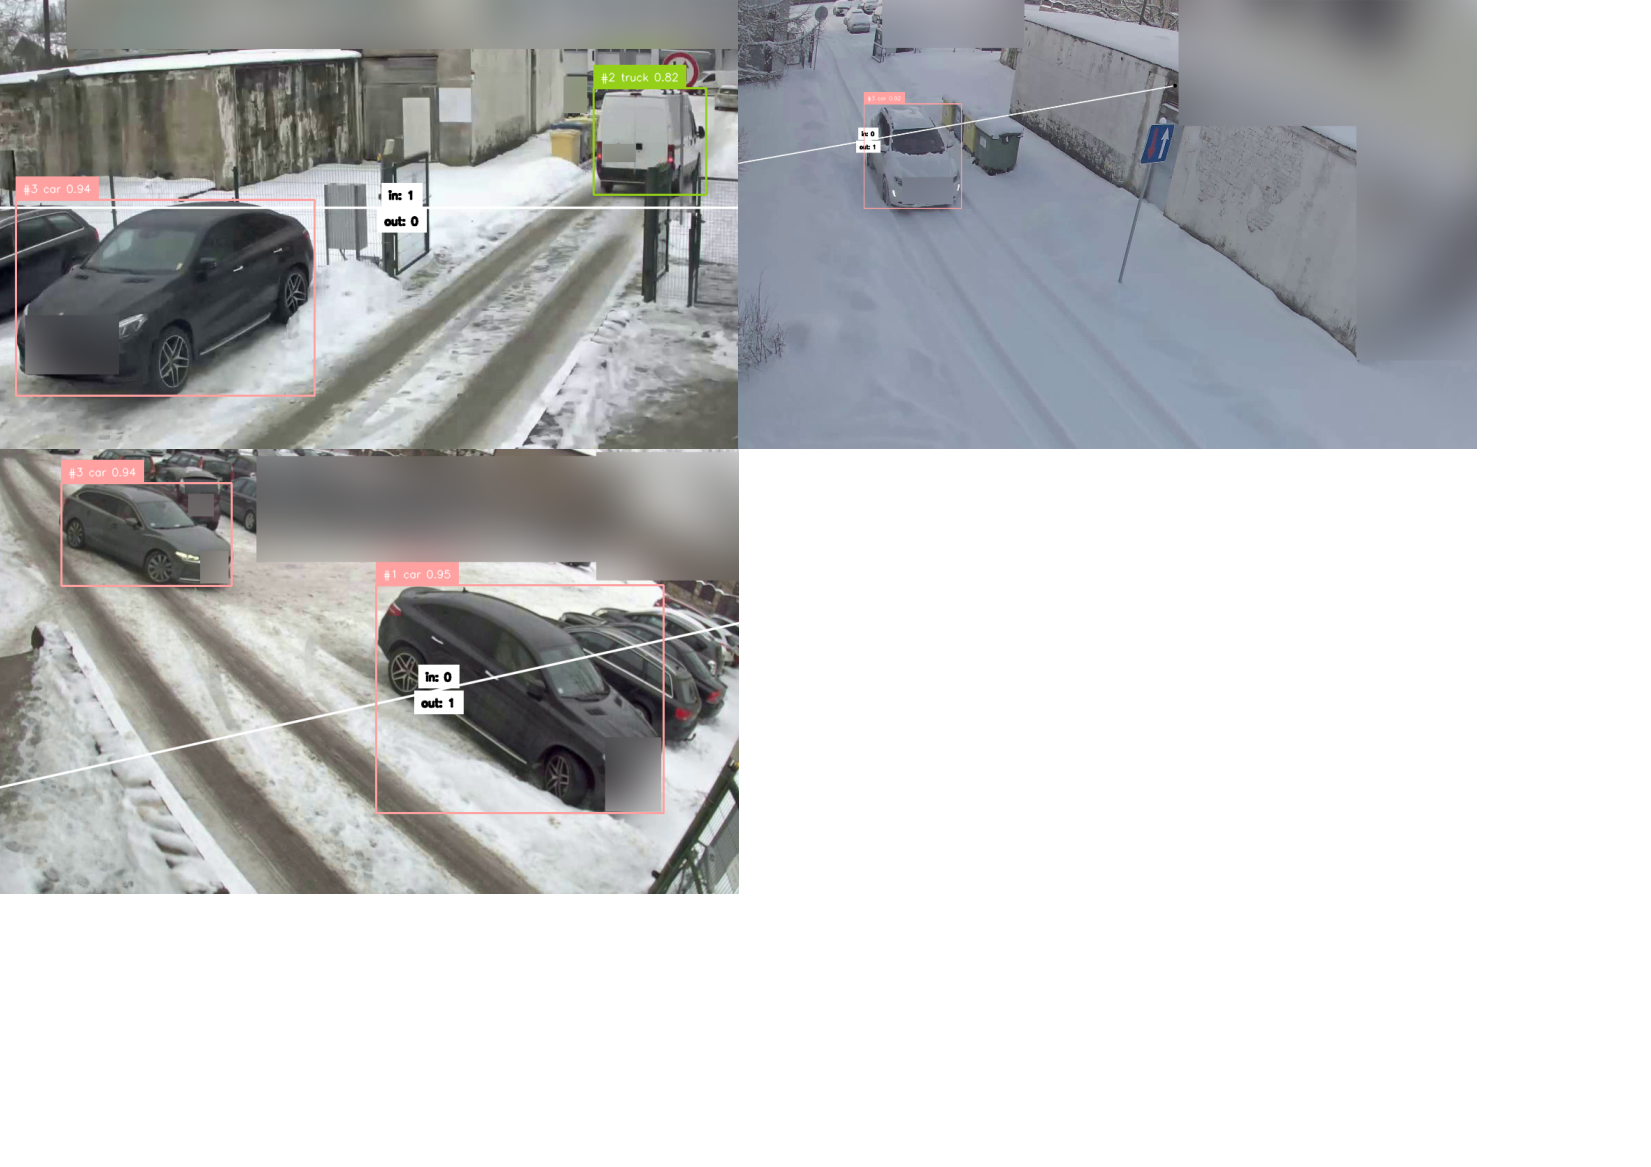 #2 truck 0.82
#3 car 0.94
in: 1
out: 0
in: 0
out: 1
#3 car 0.94
#1 car 0.95
in: 0
out: 1